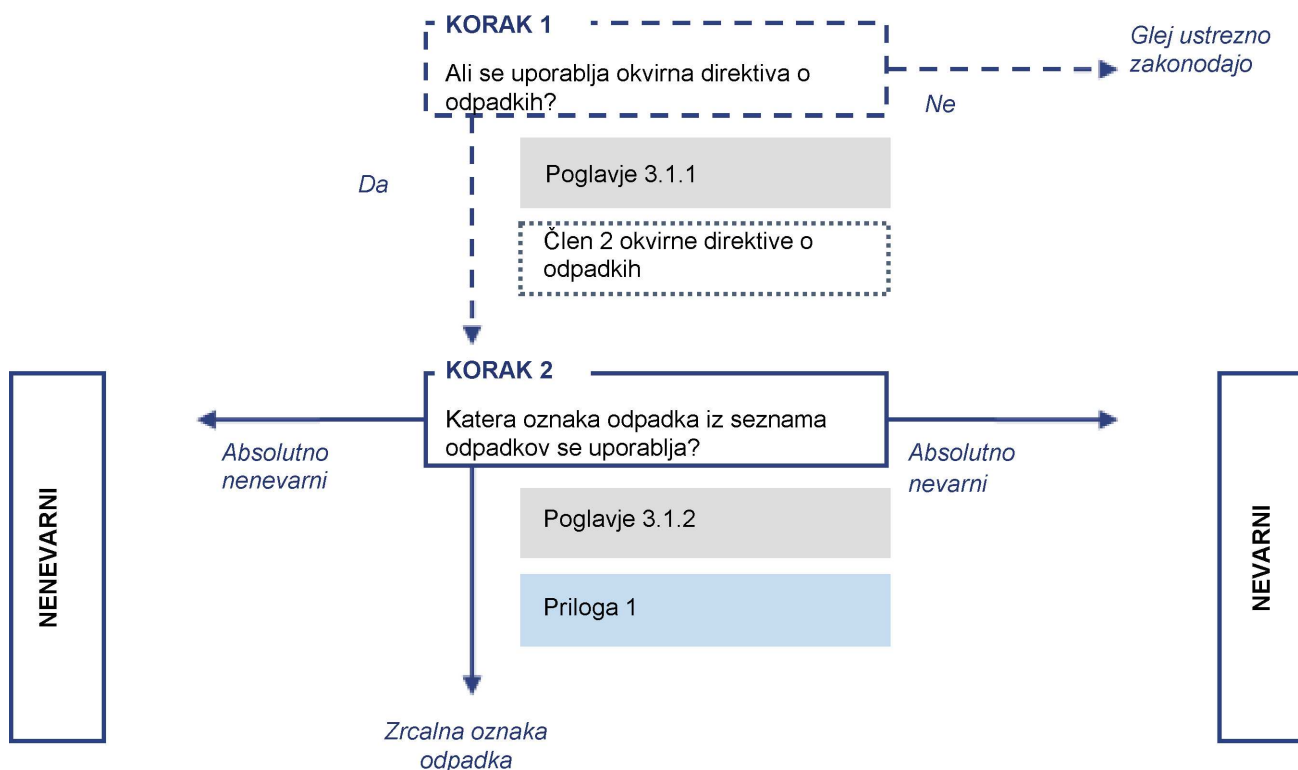 KORAK 1
Ali se uporablja okvirna direktiva o
odpadkih?
Glej ustrezno
zakonodajo
Ne
Da
Poglavje 3.1.1
Člen 2 okvirne direktive o
odpadkih
KORAK 2
Katera oznaka odpadka iz seznama
odpadkov se uporablja?
Absolutno
nenevarni
Absolutno
nevarni
NENEVARNI
NEVARNI
Poglavje 3.1.2
Priloga 1
Zrcalna oznaka
odpadka